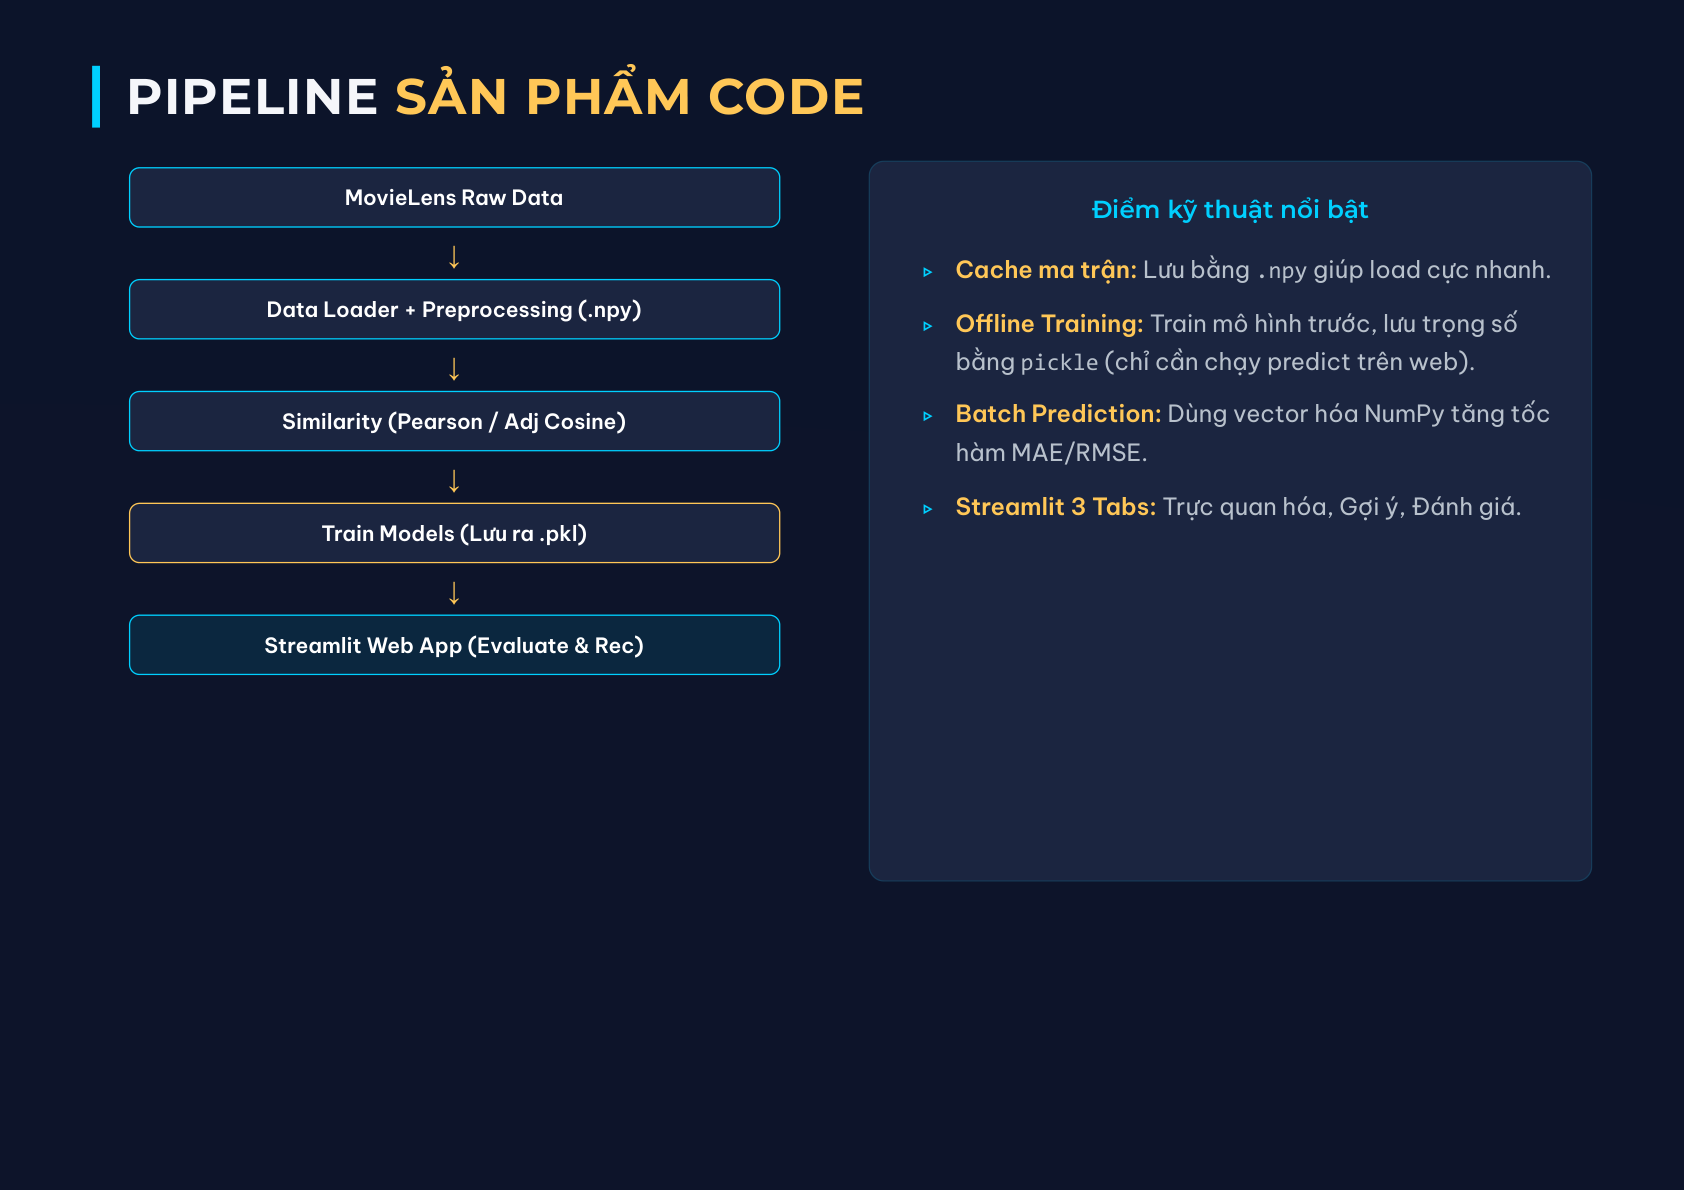 PIPELINE SẢN PHẨM CODE
MovieLens Raw Data
↓
Data Loader + Preprocessing (.npy)
↓
Similarity (Pearson / Adj Cosine)
↓
Train Models (Lưu ra .pkl)
↓
Streamlit Web App (Evaluate & Rec)
Điểm kỹ thuật nổi bật
▹ Cache ma trận: Lưu bằng .npy giúp load cực nhanh.
▹ Offline Training: Train mô hình trước, lưu trọng số
bằng pickle (chỉ cần chạy predict trên web).
▹ Batch Prediction: Dùng vector hóa NumPy tăng tốc
hàm MAE/RMSE.
▹ Streamlit 3 Tabs: Trực quan hóa, Gợi ý, Đánh giá.